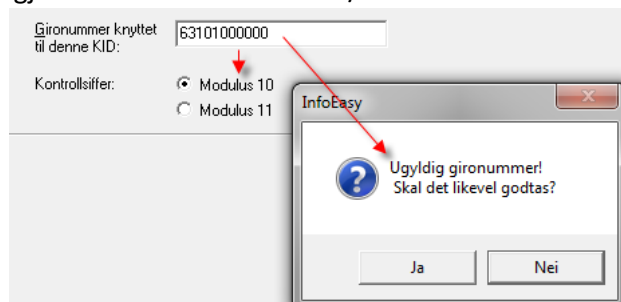 Gironummer knyttet
til denne KID:
63101000000
Kontrollsiffer:
Modulus 10
Modulus 11
InfoEasy
Ugyldig gironummer!
Skal det likevel godtas?
Ja
Nei